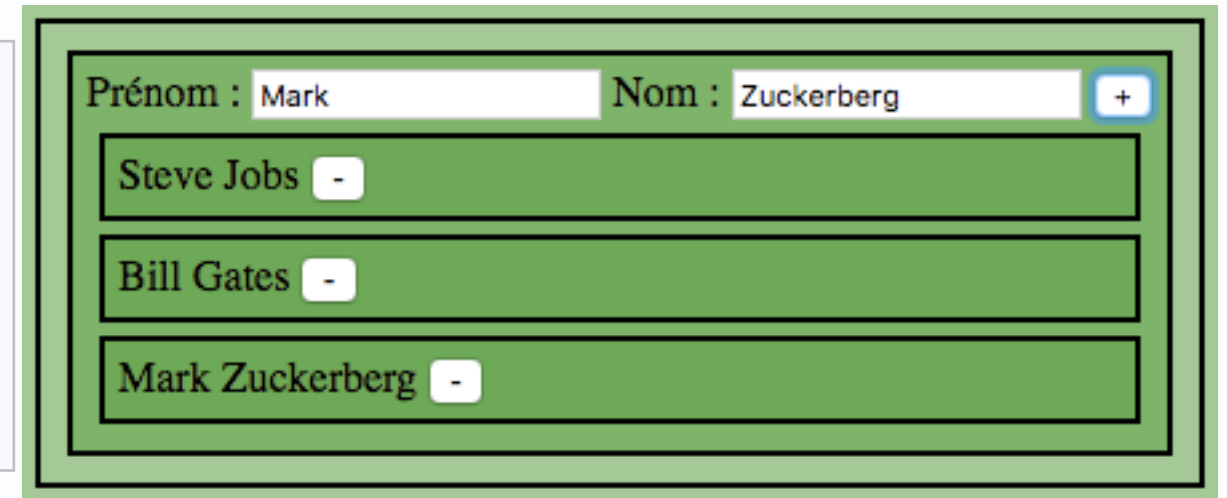 Prénom : Mark Nom : Zuckerberg +
Steve Jobs -
Bill Gates -
Mark Zuckerberg -